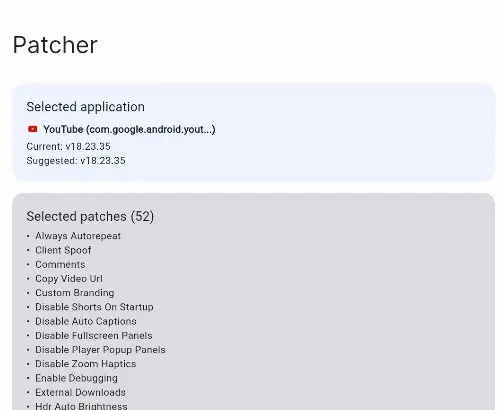 Patcher
Selected application
YouTube (com.google.android.yout...)
Current: v18.23.35
Suggested: v18.23.35
Selected patches (52)
• Always Autorepeat
• Client Spoof
• Comments
• Copy Video Url
• Custom Branding
• Disable Shorts On Startup
• Disable Auto Captions
• Disable Fullscreen Panels
• Disable Player Popup Panels
• Disable Zoom Haptics
• Enable Debugging
• External Downloads
• Hdr Auto Brightness